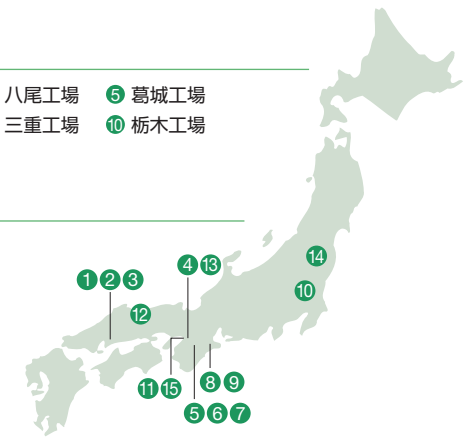 八尾工場 ⑤ 葛城工場
三重工場 ⑩ 栃木工場
⑭
④ ⑬
① ② ③
⑩
⑫
⑧ ⑨
⑪ ⑮
⑤ ⑥ ⑦